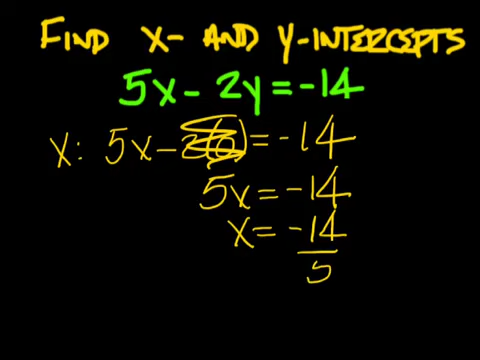 FIND X- AND Y-INTERCEPTS
5x - 2y = -14
x: 5x - 2(0) = -14
5x = -14
x = -14/5